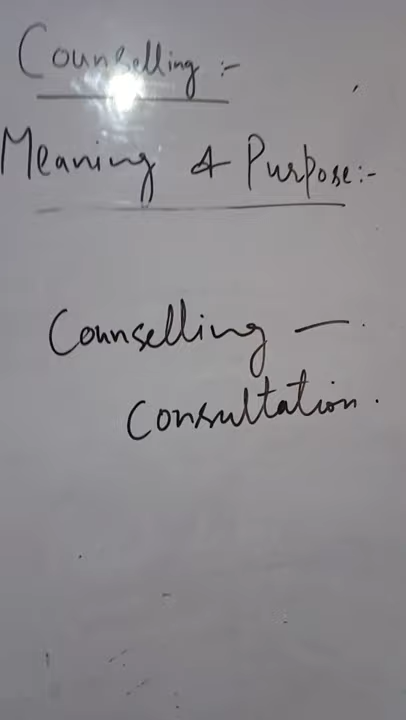 Counselling :-
Meaning & Purpose:-
Counselling —
Consultation.